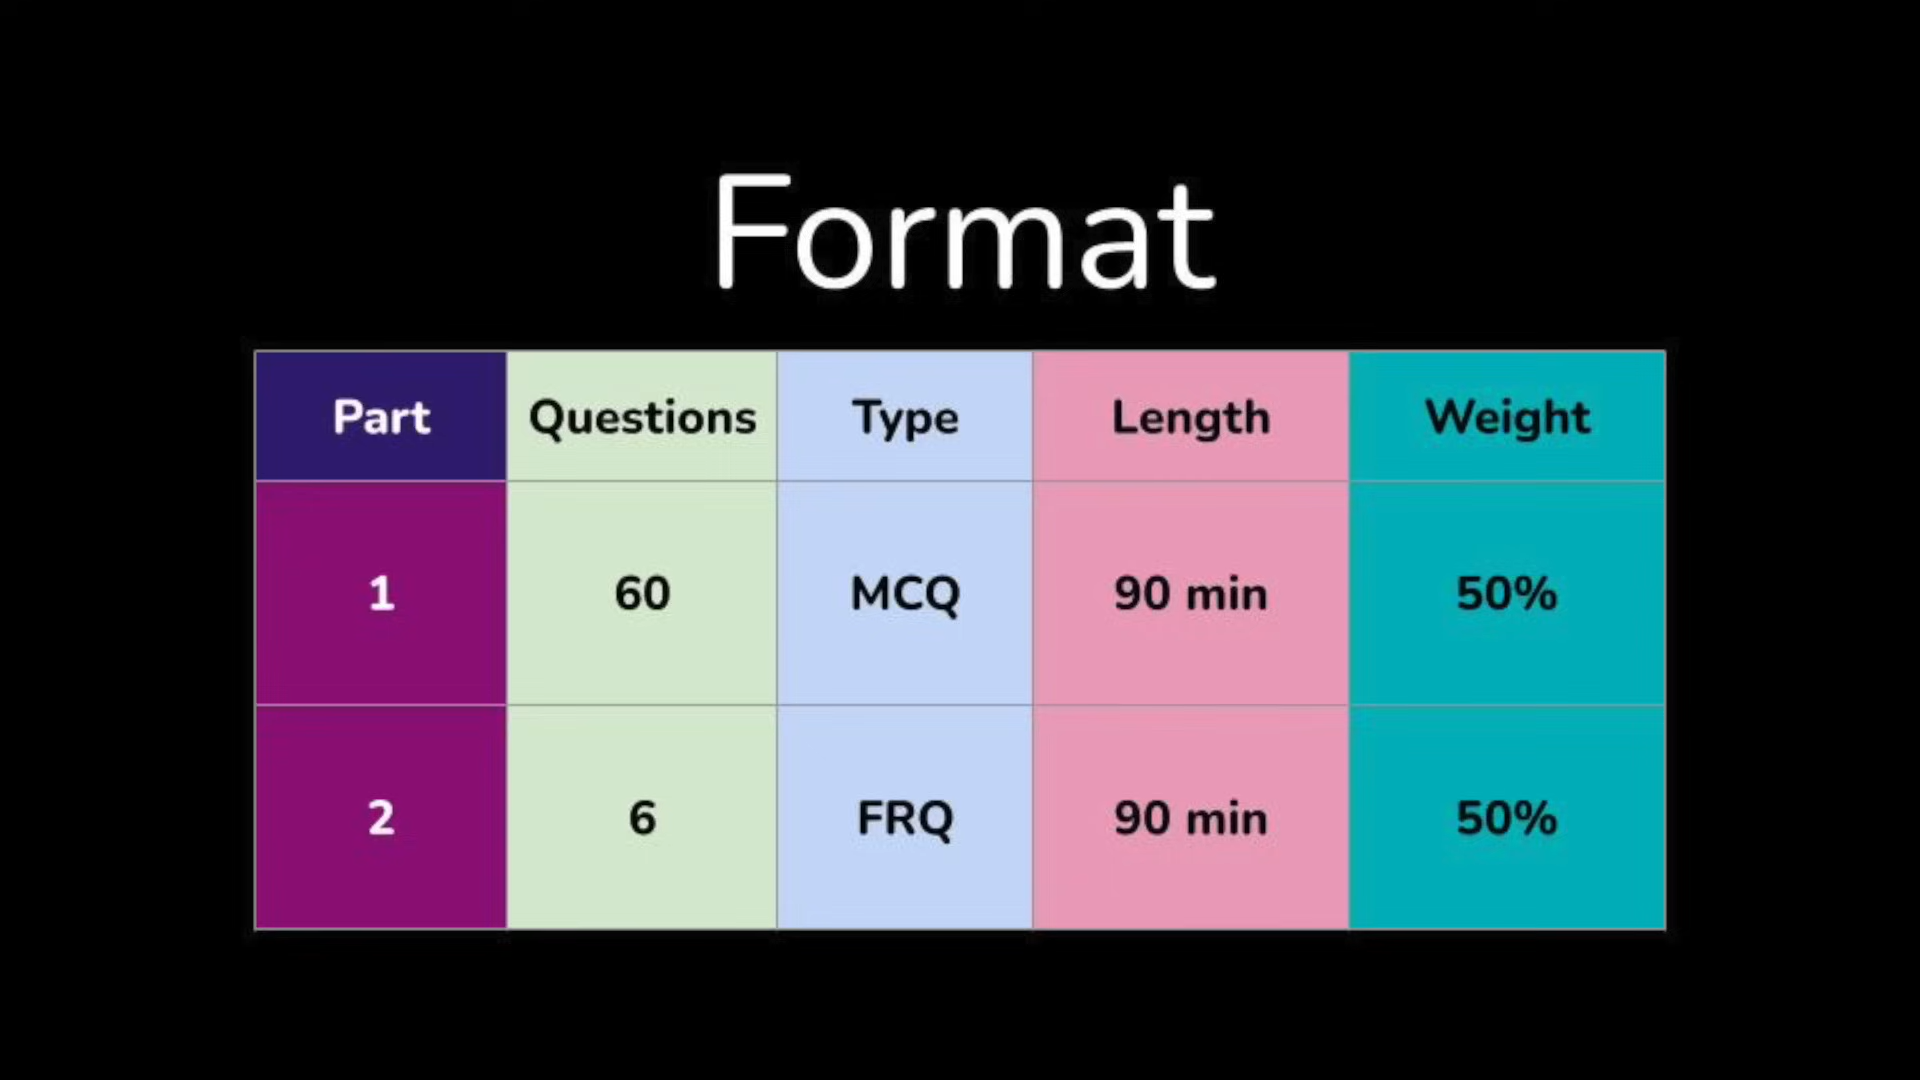 Format
Part Questions Type Length Weight
1 60 MCQ 90 min 50%
2 6 FRQ 90 min 50%